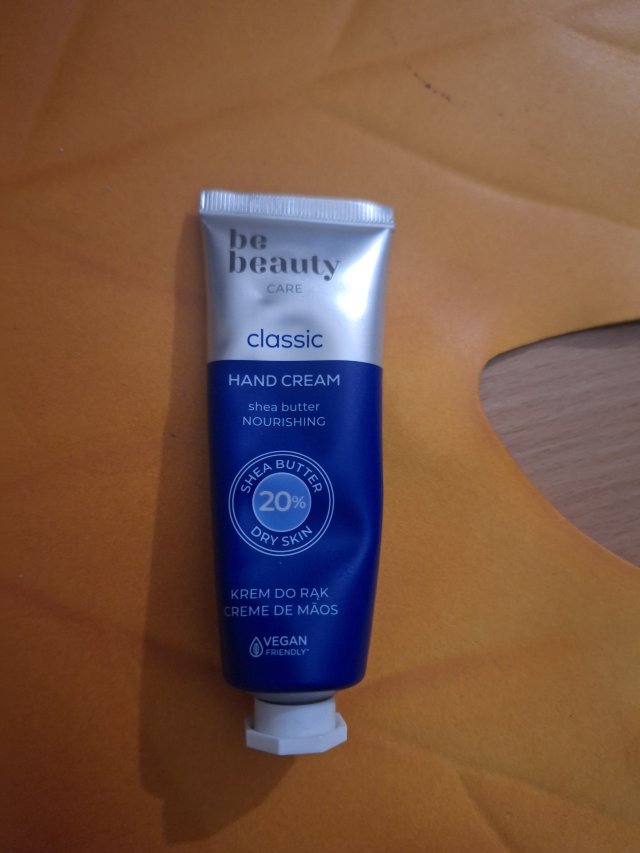 be
beauty
CARE
classic
HAND CREAM
shea butter
NOURISHING
SHEA BUTTER
20%
DRY SKIN
KREM DO RĄK
CREME DE MÃOS
VEGAN
FRIENDLY*